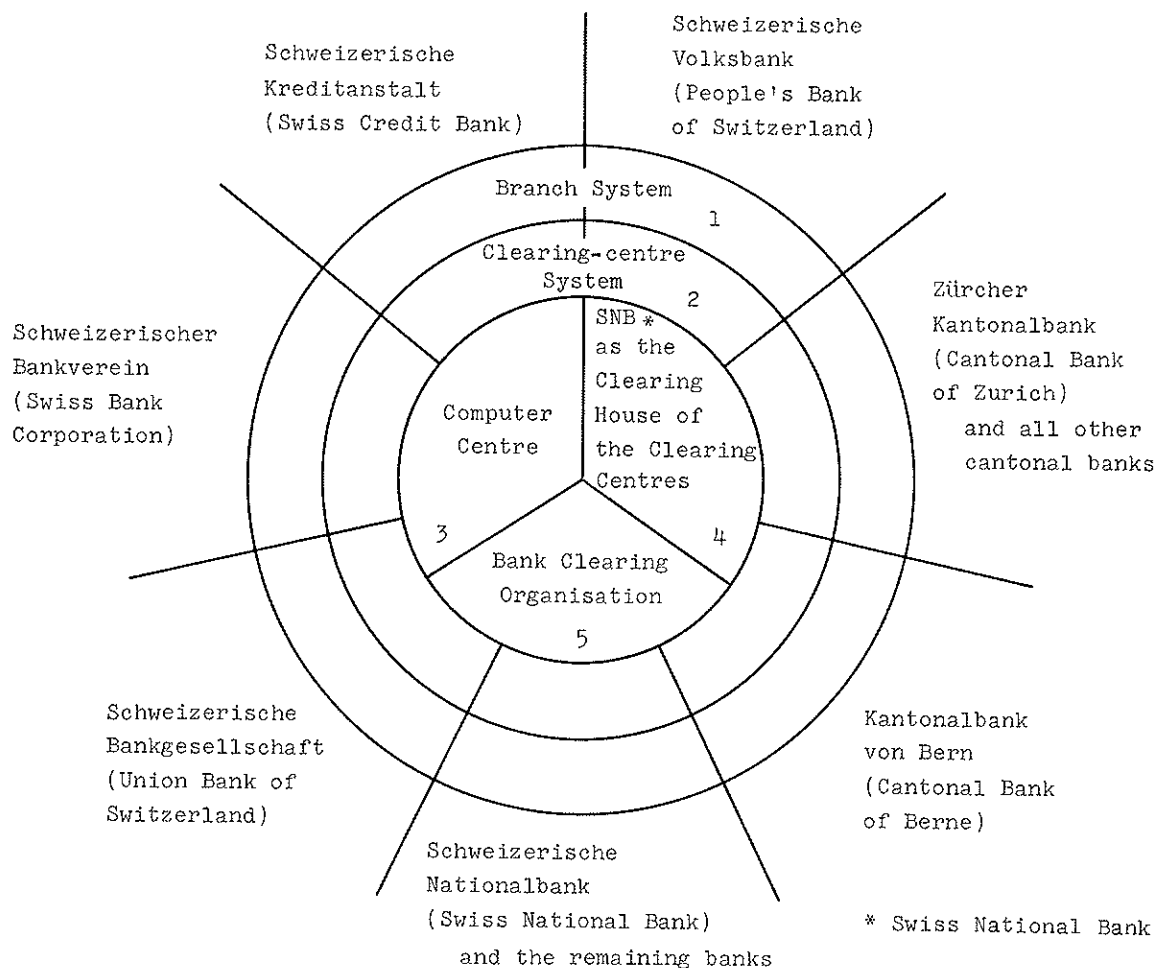 Schweizerische
Kreditanstalt
(Swiss Credit Bank)
Schweizerische
Volksbank
(People's Bank
of Switzerland)
Branch System
1
Clearing-centre
System
2
Schweizerischer
Bankverein
(Swiss Bank
Corporation)
Zürcher
Kantonalbank
(Cantonal Bank
of Zurich)
and all other
cantonal banks
Computer
Centre
3
SNB *
as the
Clearing
House of
the Clearing
Centres
4
Bank Clearing
Organisation
5
Schweizerische
Bankgesellschaft
(Union Bank of
Switzerland)
Schweizerische
Nationalbank
(Swiss National Bank)
and the remaining banks
Kantonalbank
von Bern
(Cantonal Bank
of Berne)
* Swiss National Bank